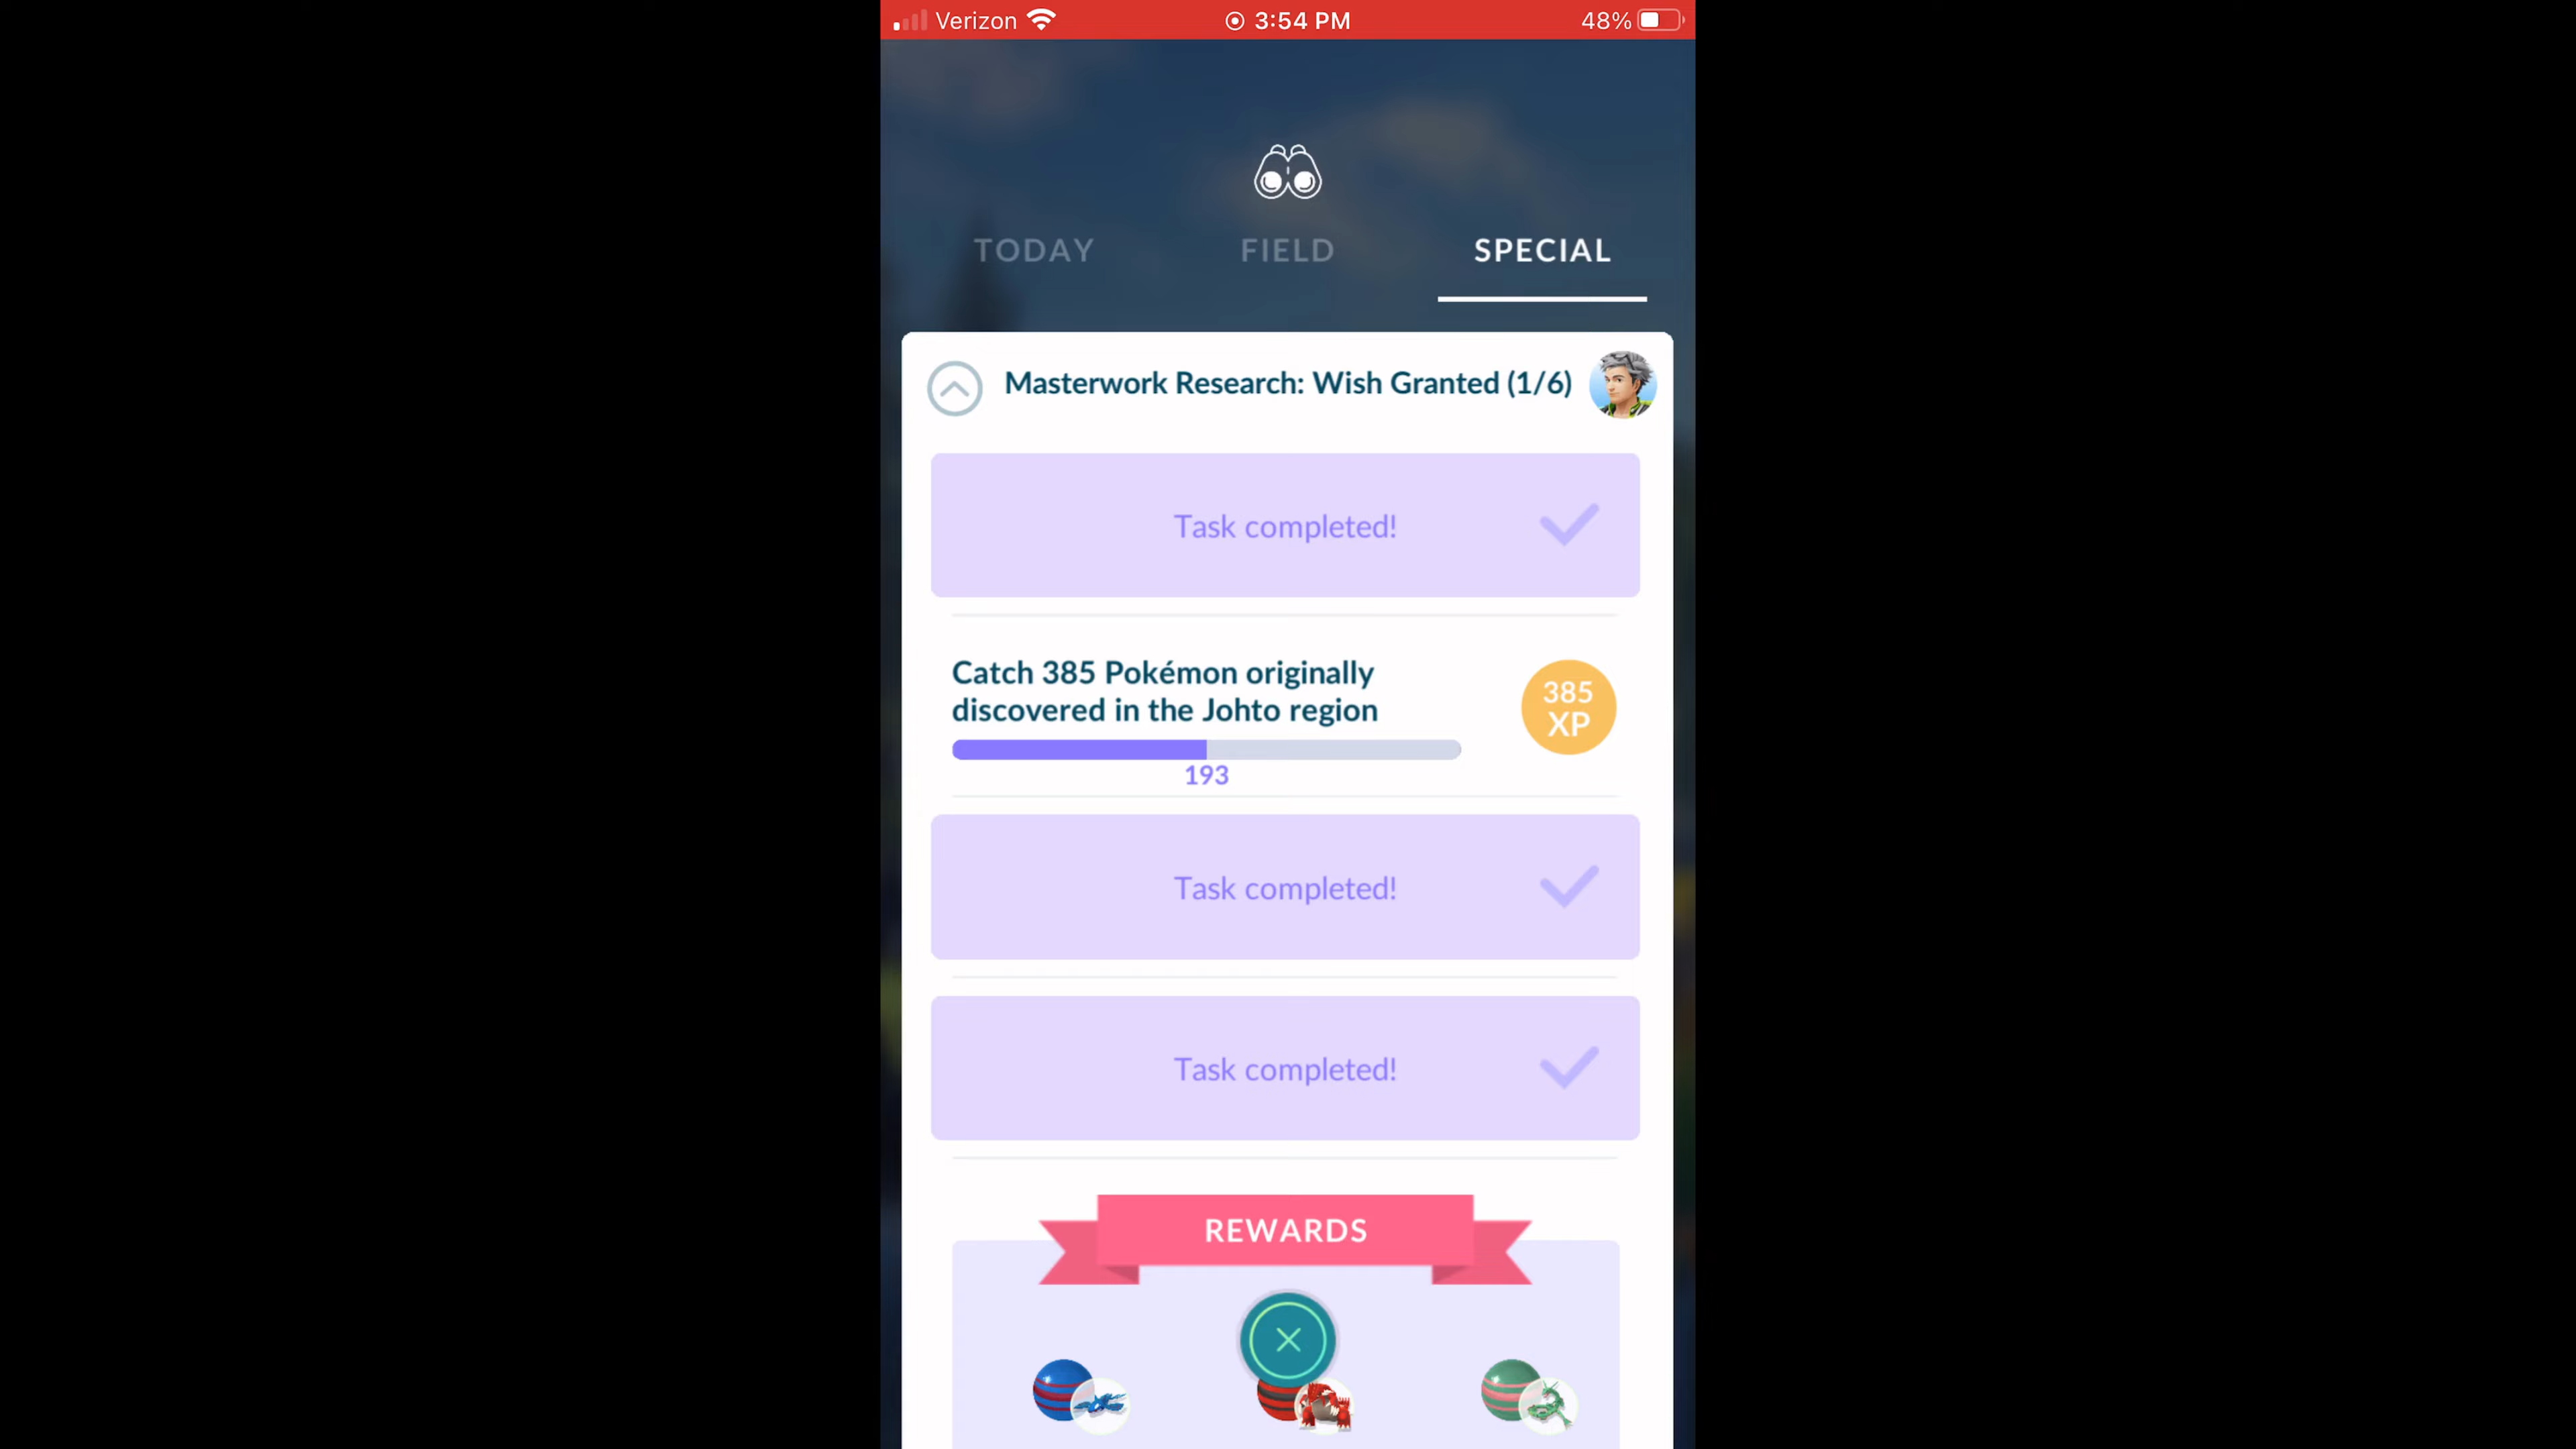 Verizon 3:54 PM 48%
TODAY FIELD SPECIAL
Masterwork Research: Wish Granted (1/6)
Task completed!
Catch 385 Pokémon originally
discovered in the Johto region
385
XP
193
Task completed!
Task completed!
REWARDS